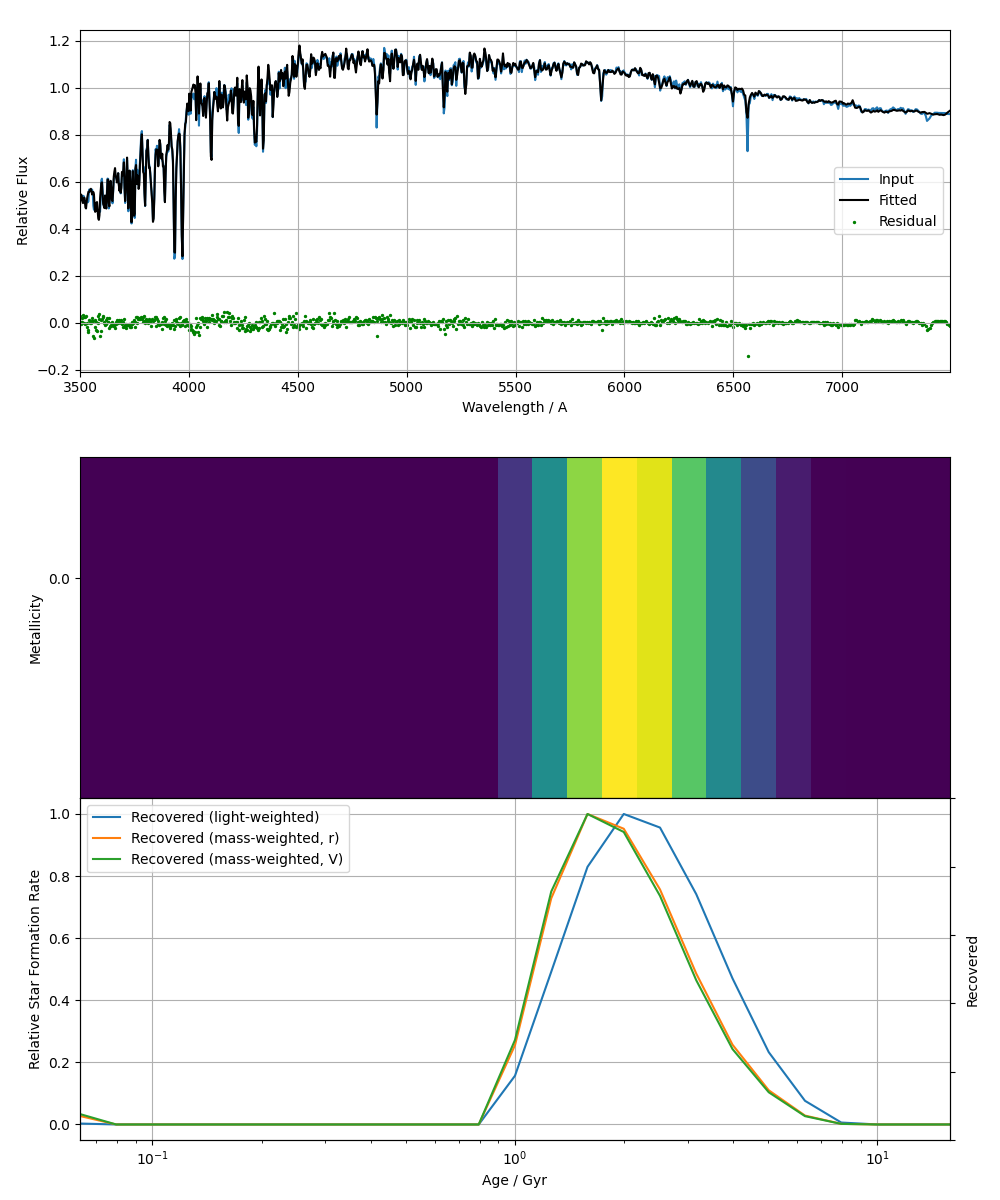 1.2
1.0
0.8
0.6
0.4
0.2
0.0
−0.2
Relative Flux
Input
Fitted
Residual
3500 4000 4500 5000 5500 6000 6500 7000
Wavelength / A
0.0
Metallicity
Recovered (light-weighted)
Recovered (mass-weighted, r)
Recovered (mass-weighted, V)
1.0
0.8
0.6
0.4
0.2
0.0
Relative Star Formation Rate
Recovered
10⁻¹ 10⁰ 10¹
Age / Gyr